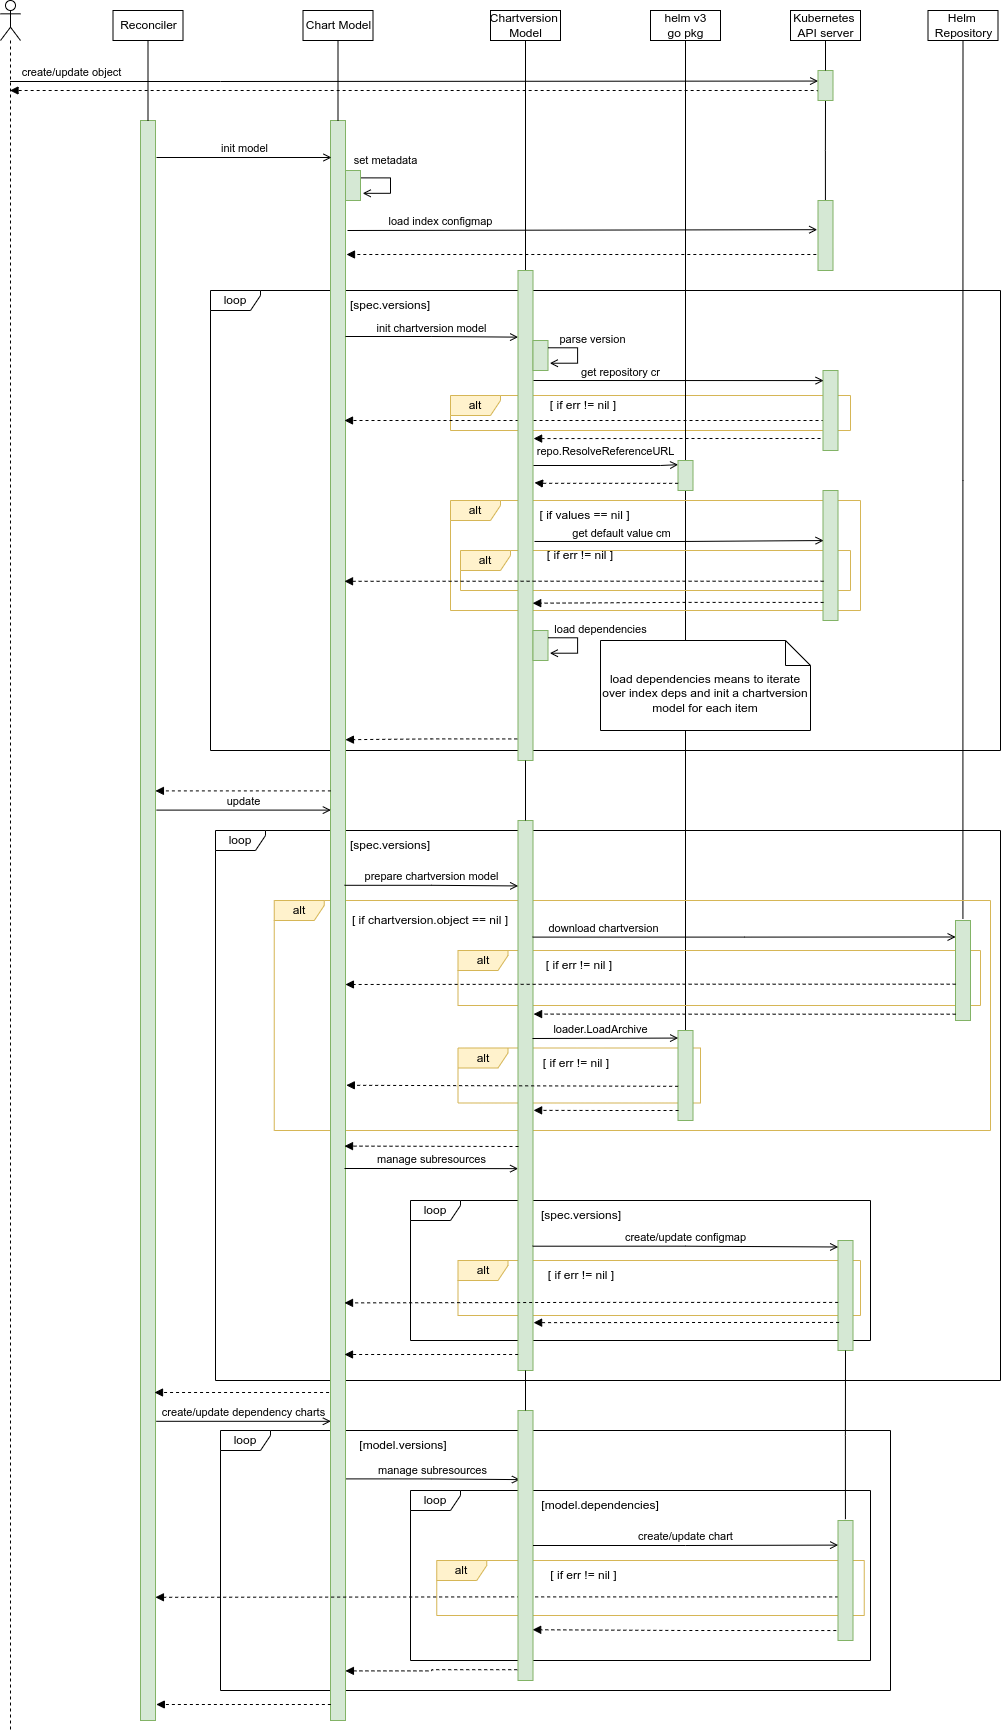 Reconciler
Chart Model
Chartversion
Model
helm v3
go pkg
Kubernetes
API server
Helm
Repository
create/update object
init model
set metadata
load index configmap
loop
[spec.versions]
init chartversion model
parse version
get repository cr
alt
[ if err != nil ]
repo.ResolveReferenceURL
alt
[ if values == nil ]
get default value cm
alt
[ if err != nil ]
load dependencies
load dependencies means to iterate
over index deps and init a chartversion
model for each item
update
loop
[spec.versions]
prepare chartversion model
alt
[ if chartversion.object == nil ]
download chartversion
alt
[ if err != nil ]
loader.LoadArchive
alt
[ if err != nil ]
manage subresources
loop
[spec.versions]
create/update configmap
alt
[ if err != nil ]
create/update dependency charts
loop
[model.versions]
manage subresources
loop
[model.dependencies]
create/update chart
alt
[ if err != nil ]